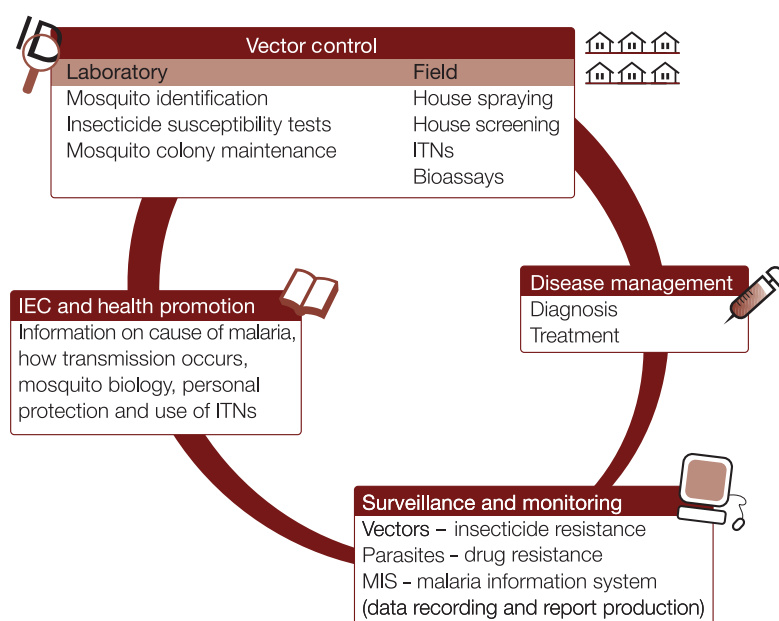 ID
Vector control
Laboratory Field
Mosquito identification House spraying
Insecticide susceptibility tests House screening
Mosquito colony maintenance ITNs
Bioassays
Disease management
Diagnosis
Treatment
IEC and health promotion
Information on cause of malaria,
how transmission occurs,
mosquito biology, personal
protection and use of ITNs
Surveillance and monitoring
Vectors – insecticide resistance
Parasites - drug resistance
MIS - malaria information system
(data recording and report production)